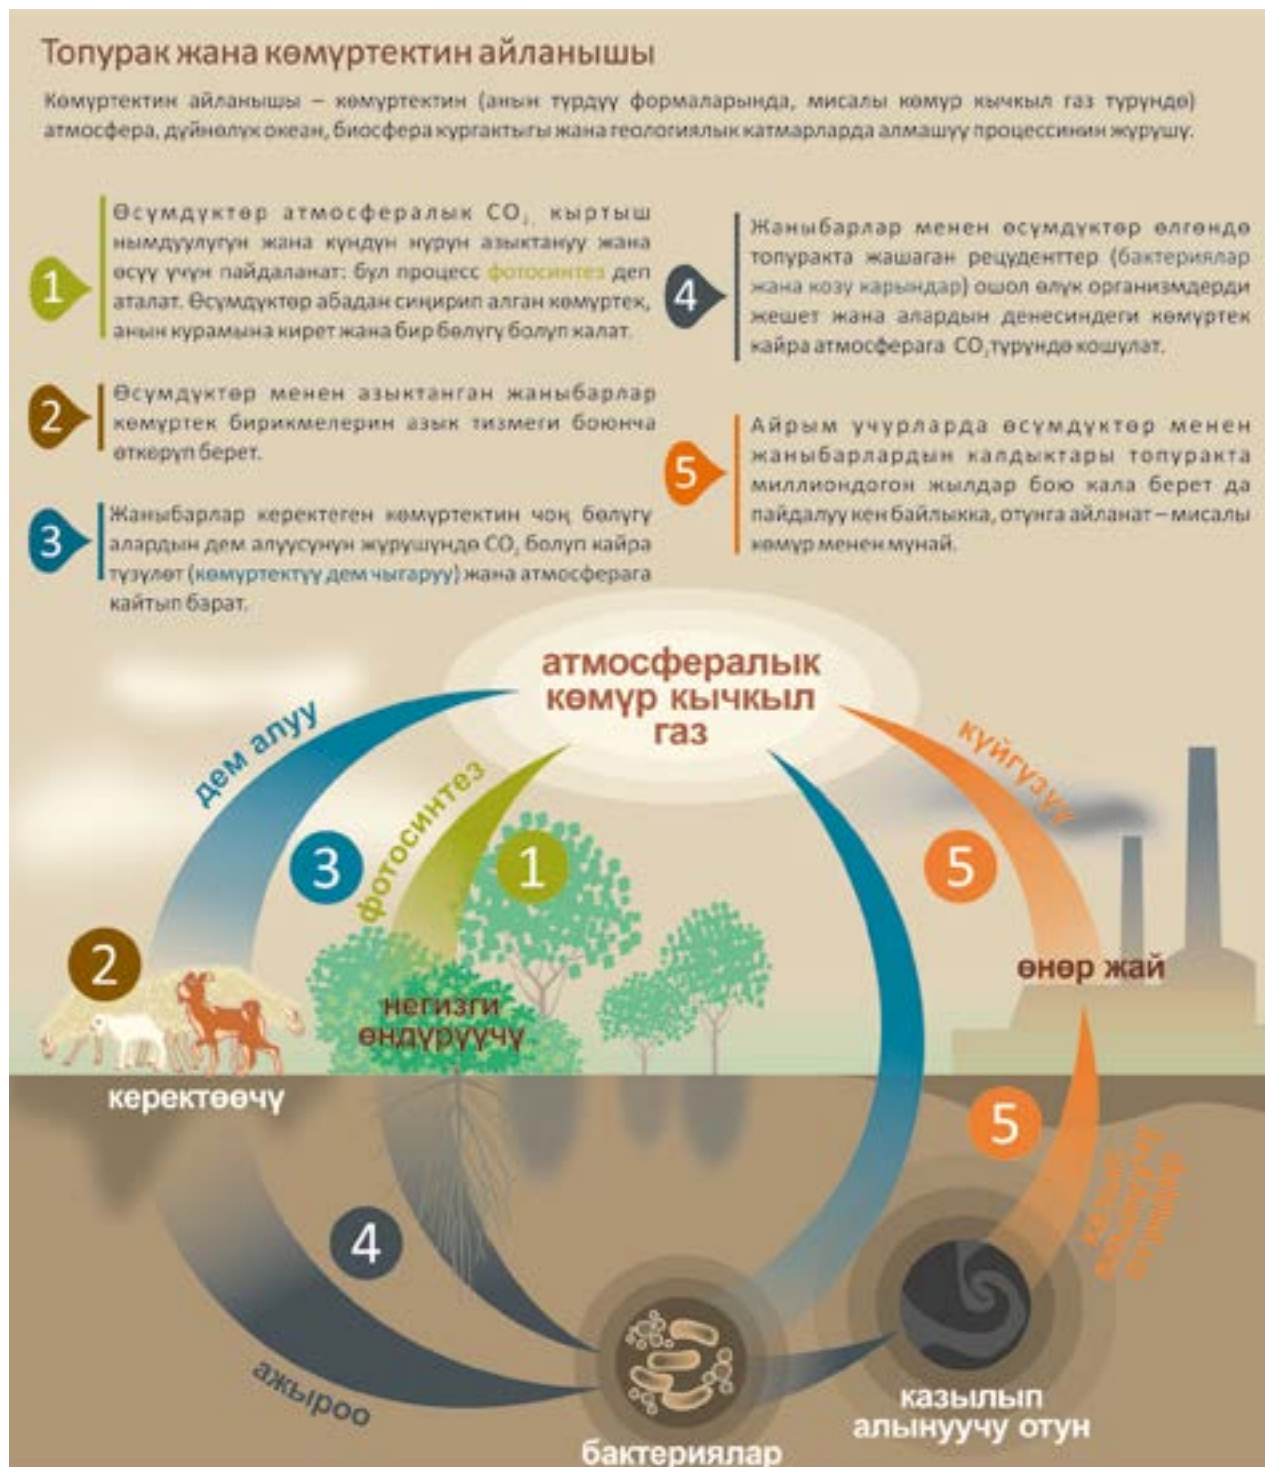 Топурак жана көмүртектин айланышы
Көмүртектин айланышы – көмүртектин (анын түрдүү формаларында, мисалы көмүр кычкыл газ түрүндө)
атмосфера, дүйнөлүк океан, биосфера кургактыгы жана геологиялык катмарларда алмашуу процессинин жүрүшү.
1
Өсүмдүктөр атмосфералык CO₂ кыртыш
нымдуулугун жана күндүн нурун азыктануу жана
өсүү үчүн пайдаланат: бул процесс фотосинтез деп
аталат. Өсүмдүктөр абадан сиңирип алган көмүртек,
анын курамына кирет жана бир бөлүгү болуп калат.
2
Өсүмдүктөр менен азыктанган жаныбарлар
көмүртек бирикмелерин азык тизмеги боюнча
өткөрүп берет.
3
Жаныбарлар керектеген көмүртектин чоң бөлүгү
алардын дем алуусунун жүрүшүндө CO₂ болуп кайра
түзүлөт (көмүртектүү дем чыгаруу) жана атмосферага
кайтып барат.
4
Жаныбарлар менен өсүмдүктөр өлгөндө
топуракта жашаган рецуденттер (бактериялар
жана козу карындар) ошол өлүк организмдерди
жешет жана алардын денесиндеги көмүртек
кайра атмосферага CO₂ түрүндө кошулат.
5
Айрым учурларда өсүмдүктөр менен
жаныбарлардын калдыктары топуракта
миллиондогон жылдар бою кала берет да
пайдалуу кен байлыкка, отунга айланат – мисалы
көмүр менен мунай.
атмосфералык
көмүр кычкыл
газ
дем алуу
фотосинтез
күйгүзүү
3
1
5
2
өнөр жай
негизги
өндүрүүчү
керектөөчү
5
4
ажыроо
казылып
алынуучу отун
бактериялар